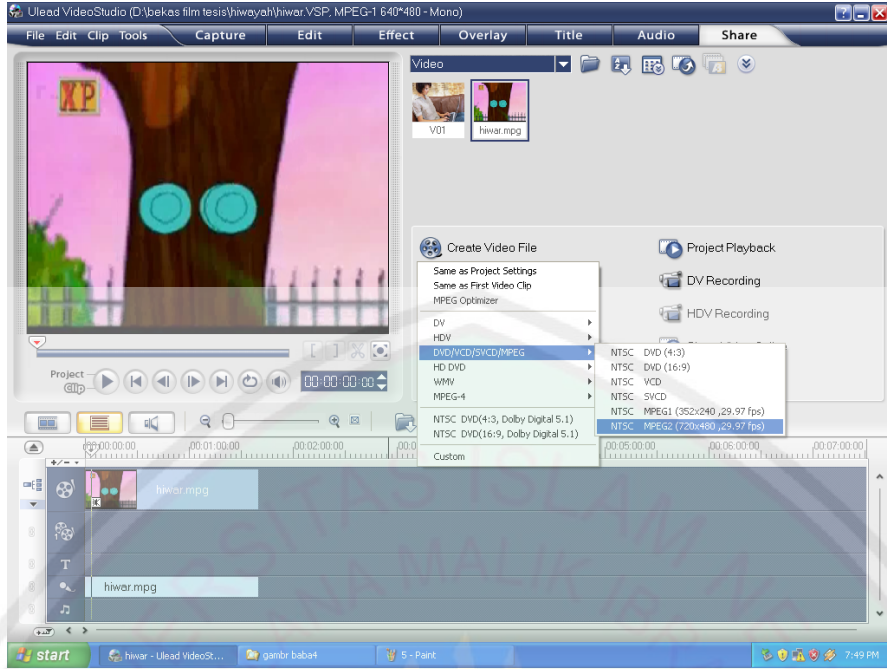 Ulead VideoStudio (D:\bekas film tesis\hiwayah\hiwar.VSP, MPEG-1 640*480 - Mono)
File Edit Clip Tools Capture Edit Effect Overlay Title Audio Share
XP
Video
V01
hiwar.mpg
Create Video File
Project Playback
Same as Project Settings
Same as First Video Clip
MPEG Optimizer
DV Recording
HDV Recording
DV
HDV
DVD/VCD/SVCD/MPEG
HD DVD
WMV
MPEG-4
NTSC DVD(4:3, Dolby Digital 5.1)
NTSC DVD(16:9, Dolby Digital 5.1)
Custom
NTSC DVD (4:3)
NTSC DVD (16:9)
NTSC VCD
NTSC SVCD
NTSC MPEG1 (352x240 ,29.97 fps)
NTSC MPEG2 (720x480 ,29.97 fps)
Project
00:00:00:00
00:00:00:00 00:01:00:00 00:02:00:00 00:05:00:00 00:06:00:00 00:07:00:00
hiwar.mpg
T
hiwar.mpg
start
hiwar - Ulead VideoSt...
gambr baba4
5 - Paint
7:49 PM